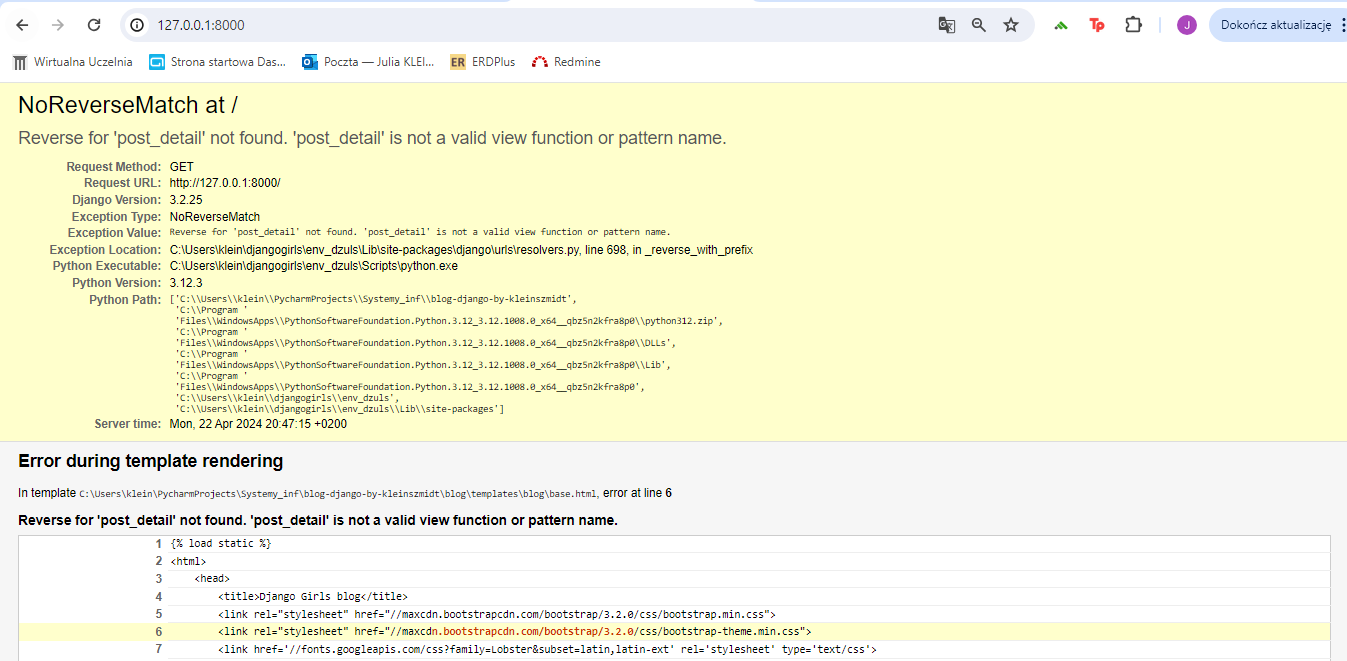 127.0.0.1:8000
J
Dokończ aktualizację
Wirtualna Uczelnia
Strona startowa Das...
Poczta — Julia KLEI...
ER ERDPlus
Redmine
NoReverseMatch at /
Reverse for 'post_detail' not found. 'post_detail' is not a valid view function or pattern name.
Request Method: GET
Request URL: http://127.0.0.1:8000/
Django Version: 3.2.25
Exception Type: NoReverseMatch
Exception Value: Reverse for 'post_detail' not found. 'post_detail' is not a valid view function or pattern name.
Exception Location: C:\Users\klein\djangogirls\env_dzuls\Lib\site-packages\django\urls\resolvers.py, line 698, in _reverse_with_prefix
Python Executable: C:\Users\klein\djangogirls\env_dzuls\Scripts\python.exe
Python Version: 3.12.3
Python Path: ['C:\\Users\\klein\\PycharmProjects\\Systemy_inf\\blog-django-by-kleinszmidt',
'C:\\Program '
'Files\\WindowsApps\\PythonSoftwareFoundation.Python.3.12_3.12.1008.0_x64__qbz5n2kfra8p0\\python312.zip',
'C:\\Program '
'Files\\WindowsApps\\PythonSoftwareFoundation.Python.3.12_3.12.1008.0_x64__qbz5n2kfra8p0\\DLLs',
'C:\\Program '
'Files\\WindowsApps\\PythonSoftwareFoundation.Python.3.12_3.12.1008.0_x64__qbz5n2kfra8p0\\Lib',
'C:\\Program '
'Files\\WindowsApps\\PythonSoftwareFoundation.Python.3.12_3.12.1008.0_x64__qbz5n2kfra8p0',
'C:\\Users\\klein\\djangogirls\\env_dzuls',
'C:\\Users\\klein\\djangogirls\\env_dzuls\\Lib\\site-packages']
Server time: Mon, 22 Apr 2024 20:47:15 +0200
Error during template rendering
In template C:\Users\klein\PycharmProjects\Systemy_inf\blog-django-by-kleinszmidt\blog\templates\blog\base.html, error at line 6
Reverse for 'post_detail' not found. 'post_detail' is not a valid view function or pattern name.
1 {% load static %}
2 <html>
3 <head>
4 <title>Django Girls blog</title>
5 <link rel="stylesheet" href="//maxcdn.bootstrapcdn.com/bootstrap/3.2.0/css/bootstrap.min.css">
6 <link rel="stylesheet" href="//maxcdn.bootstrapcdn.com/bootstrap/3.2.0/css/bootstrap-theme.min.css">
7 <link href='//fonts.googleapis.com/css?family=Lobster&subset=latin,latin-ext' rel='stylesheet' type='text/css'>